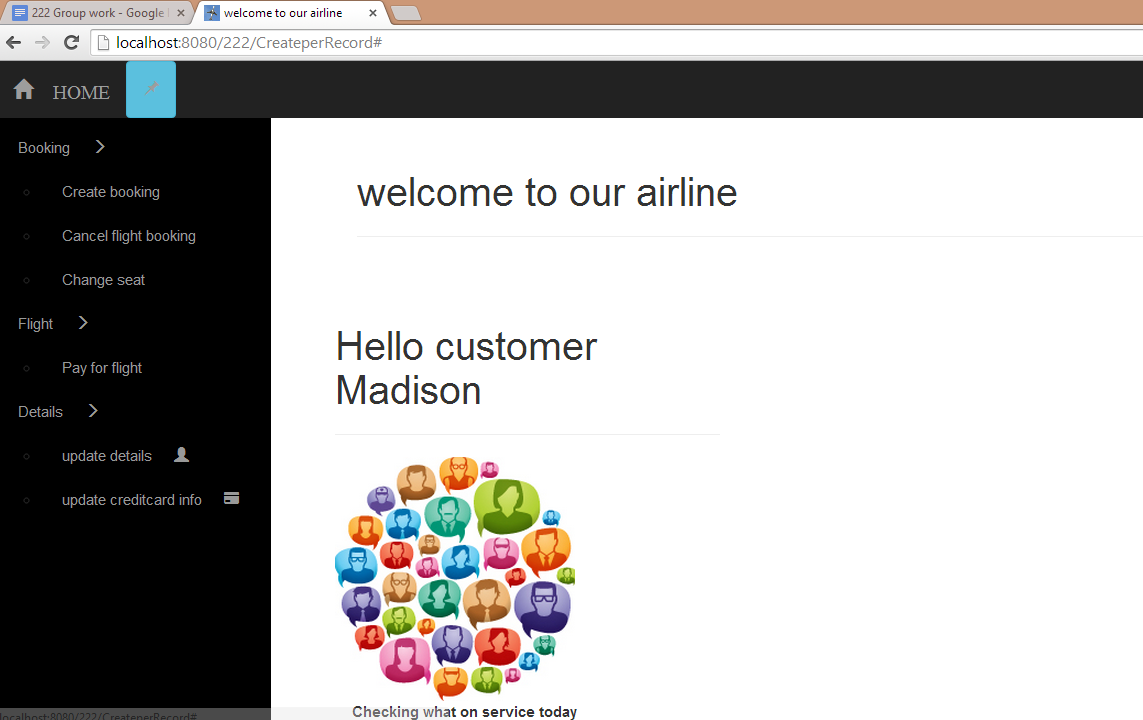 222 Group work - Google
welcome to our airline
localhost:8080/222/CreateperRecord#
HOME
Booking
Create booking
Cancel flight booking
Change seat
Flight
Pay for flight
Details
update details
update creditcard info
welcome to our airline
Hello customer
Madison
Checking what on service today
localhost:8080/222/CreateperRecord#